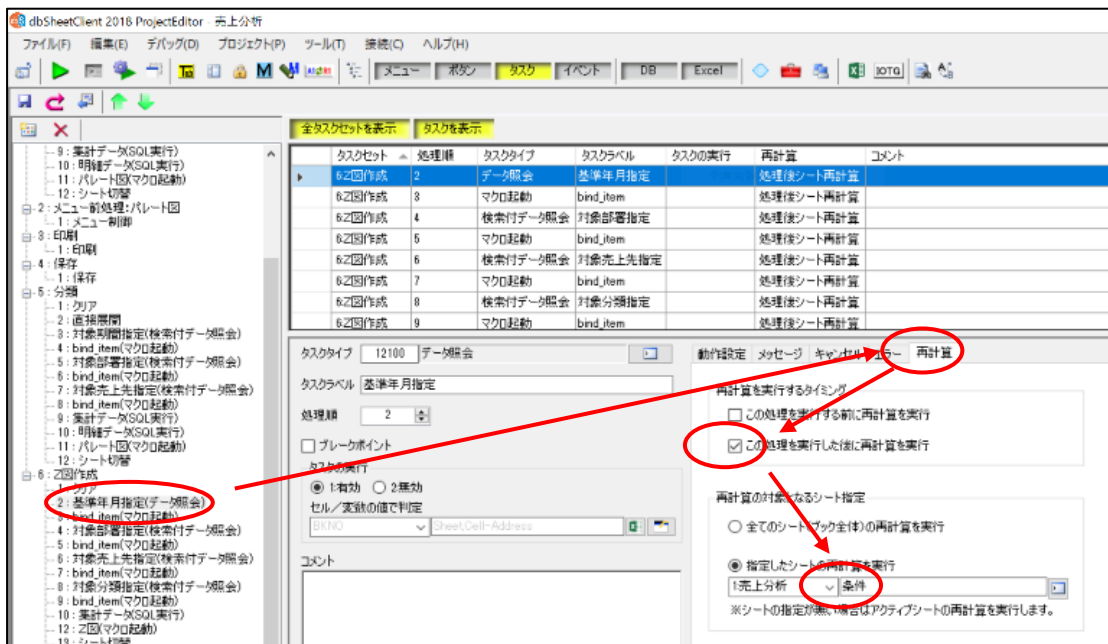 dbSheetClient 2018 ProjectEditor - 売上分析
ファイル(F) 編集(E) デバッグ(D) プロジェクト(P) ツール(T) 接続(C) ヘルプ(H)
メニュー ボタン タスク イベント DB Excel IOTG
全タスクセットを表示 タスクを表示
9 : 集計データ(SQL実行)
10 : 明細データ(SQL実行)
11 : パレート図(マクロ起動)
12 : シート切替
2 : メニュー前処理:パレート図
1 : メニュー制御
3 : 印刷
1 : 印刷
4 : 保存
1 : 保存
5 : 分類
1 : クリア
2 : 直接展開
3 : 対象期間指定(検索付データ照会)
4 : bind_item(マクロ起動)
5 : 対象部署指定(検索付データ照会)
6 : bind_item(マクロ起動)
7 : 対象売上先指定(検索付データ照会)
8 : bind_item(マクロ起動)
9 : 集計データ(SQL実行)
10 : 明細データ(SQL実行)
11 : パレート図(マクロ起動)
12 : シート切替
6 : Z図作成
1 : クリア
2 : 基準年月指定(データ照会)
3 : bind_item(マクロ起動)
4 : 対象部署指定(検索付データ照会)
5 : bind_item(マクロ起動)
6 : 対象売上先指定(検索付データ照会)
7 : bind_item(マクロ起動)
8 : 対象分類指定(検索付データ照会)
9 : bind_item(マクロ起動)
10 : 集計データ(SQL実行)
12 : Z図(マクロ起動)
13 : シート切替
タスクセット 処理順 タスクタイプ タスクラベル タスクの実行 再計算 コメント
6:Z図作成 2 データ照会 基準年月指定 処理後シート再計算
6:Z図作成 3 マクロ起動 bind_item 処理後シート再計算
6:Z図作成 4 検索付データ照会 対象部署指定 処理後シート再計算
6:Z図作成 5 マクロ起動 bind_item 処理後シート再計算
6:Z図作成 6 検索付データ照会 対象売上先指定 処理後シート再計算
6:Z図作成 7 マクロ起動 bind_item 処理後シート再計算
6:Z図作成 8 検索付データ照会 対象分類指定 処理後シート再計算
6:Z図作成 9 マクロ起動 bind_item 処理後シート再計算
タスクタイプ 12100 データ照会
タスクラベル 基準年月指定
処理順 2
ブレークポイント
タスクの実行
1:有効 2:無効
セル/変数の値で判定
BKNO Sheet,Cell-Address
コメント
動作設定 メッセージ キャンセル エラー 再計算
再計算を実行するタイミング
この処理を実行する前に再計算を実行
この処理を実行した後に再計算を実行
再計算の対象となるシート指定
全てのシート(ブック全体)の再計算を実行
指定したシートの再計算を実行
1:売上分析 条件
※シートの指定が無い場合はアクティブシートの再計算を実行します。